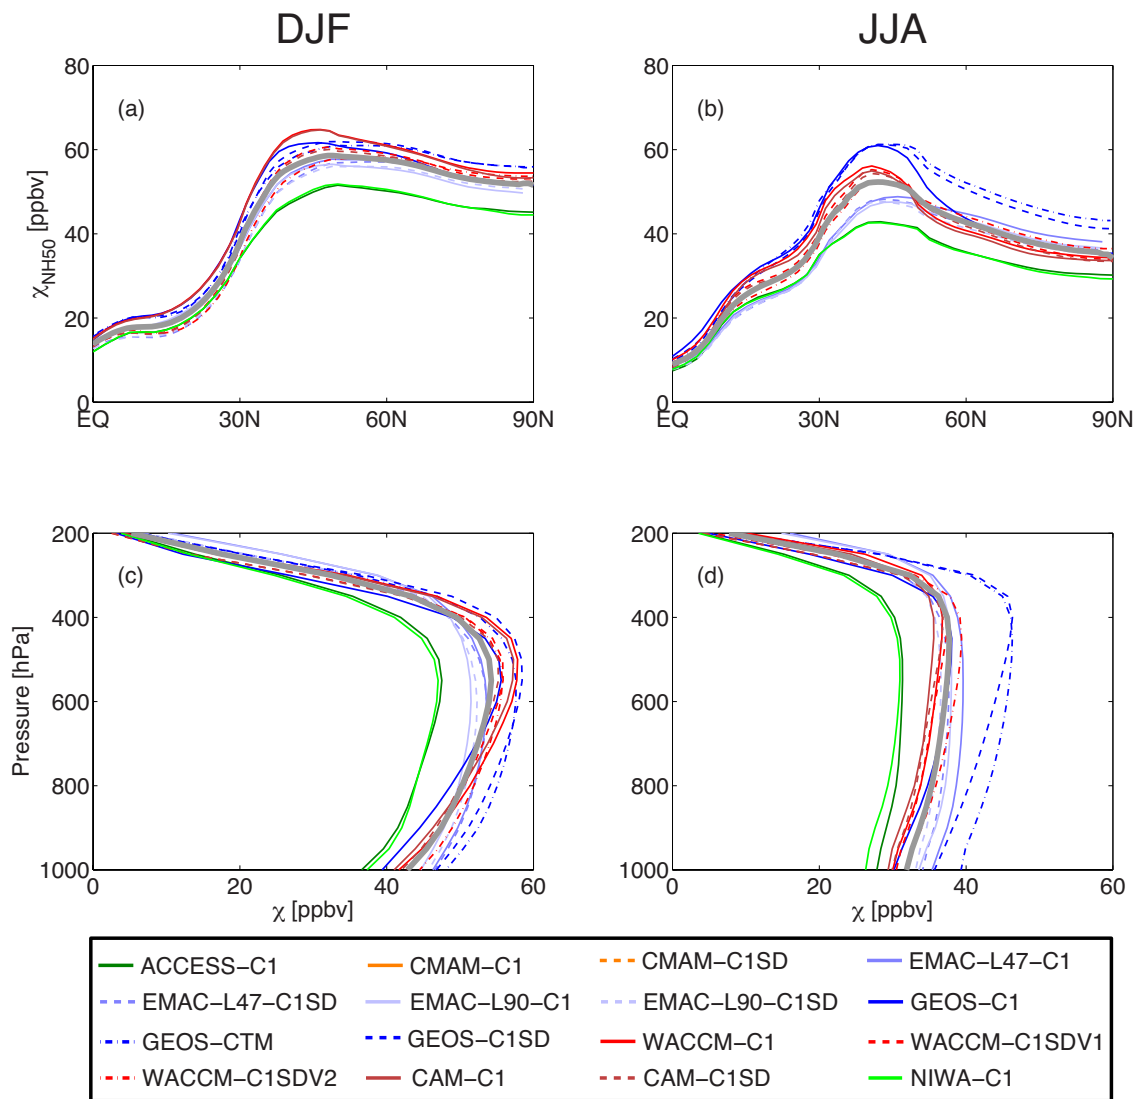 DJF JJA
80 80
(a) (b)
60 60
χNH50 [ppbv]
40 40
20 20
0 0
EQ 30N 60N 90N EQ 30N 60N 90N
200 200
(c) (d)
400 400
Pressure [hPa]
600 600
800 800
1000 1000
0 20 40 60 0 20 40 60
χ [ppbv] χ [ppbv]
ACCESS−C1 CMAM−C1 CMAM−C1SD EMAC−L47−C1
EMAC−L47−C1SD EMAC−L90−C1 EMAC−L90−C1SD GEOS−C1
GEOS−CTM GEOS−C1SD WACCM−C1 WACCM−C1SDV1
WACCM−C1SDV2 CAM−C1 CAM−C1SD NIWA−C1